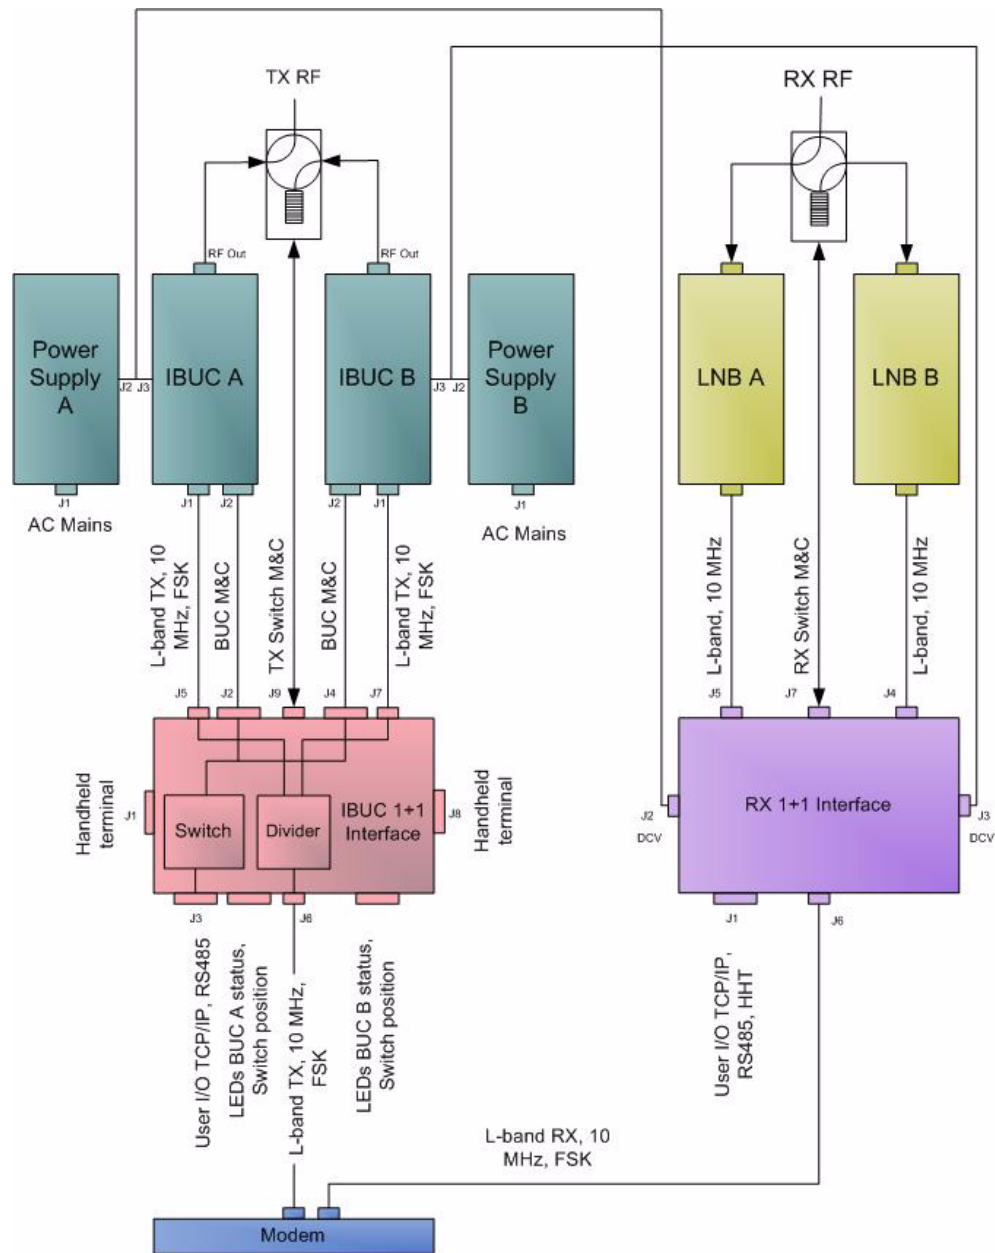 TX RF
RX RF
RF Out
RF Out
Power
Supply
A
J2
J3
IBUC A
IBUC B
J3
J2
Power
Supply
B
LNB A
LNB B
J1
AC Mains
J1
J2
J2
J1
J1
AC Mains
L-band TX, 10
MHz, FSK
BUC M&C
TX Switch M&C
BUC M&C
L-band TX, 10
MHz, FSK
L-band, 10 MHz
RX Switch M&C
L-band, 10 MHz
J5
J2
J9
J4
J7
J5
J7
J4
Handheld
terminal
J1
Switch
Divider
IBUC 1+1
Interface
J8
Handheld
terminal
J2
DCV
RX 1+1 Interface
J3
DCV
J3
J6
J1
J6
User I/O TCP/IP, RS485
LEDs BUC A status,
Switch position
L-band TX, 10 MHz,
FSK
LEDs BUC B status,
Switch position
User I/O TCP/IP,
RS485, HHT
L-band RX, 10
MHz, FSK
Modem